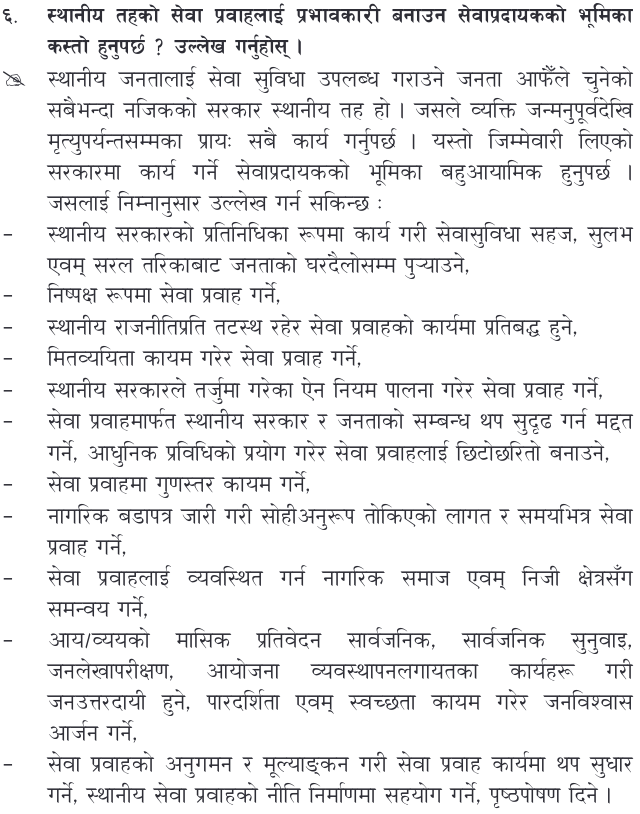 ६. स्थानीय तहको सेवा प्रवाहलाई प्रभावकारी बनाउन सेवाप्रदायकको भूमिका
कस्तो हुनुपर्छ ? उल्लेख गर्नुहोस् ।
स्थानीय जनतालाई सेवा सुविधा उपलब्ध गराउने जनता आफैँले चुनेको
सबैभन्दा नजिकको सरकार स्थानीय तह हो । जसले व्यक्ति जन्मनुपूर्वदेखि
मृत्युपर्यन्तसम्मका प्रायः सबै कार्य गर्नुपर्छ । यस्तो जिम्मेवारी लिएको
सरकारमा कार्य गर्ने सेवाप्रदायकको भूमिका बहुआयामिक हुनुपर्छ ।
जसलाई निम्नानुसार उल्लेख गर्न सकिन्छ :
- स्थानीय सरकारको प्रतिनिधिका रूपमा कार्य गरी सेवासुविधा सहज, सुलभ
एवम् सरल तरिकाबाट जनताको घरदैलोसम्म पुऱ्याउने,
- निष्पक्ष रूपमा सेवा प्रवाह गर्ने,
- स्थानीय राजनीतिप्रति तटस्थ रहेर सेवा प्रवाहको कार्यमा प्रतिबद्ध हुने,
- मितव्ययिता कायम गरेर सेवा प्रवाह गर्ने,
- स्थानीय सरकारले तर्जुमा गरेका ऐन नियम पालना गरेर सेवा प्रवाह गर्ने,
- सेवा प्रवाहमार्फत स्थानीय सरकार र जनताको सम्बन्ध थप सुदृढ गर्न मद्दत
गर्ने, आधुनिक प्रविधिको प्रयोग गरेर सेवा प्रवाहलाई छिटोछरितो बनाउने,
- सेवा प्रवाहमा गुणस्तर कायम गर्ने,
- नागरिक बडापत्र जारी गरी सोहीअनुरूप तोकिएको लागत र समयभित्र सेवा
प्रवाह गर्ने,
- सेवा प्रवाहलाई व्यवस्थित गर्न नागरिक समाज एवम् निजी क्षेत्रसँग
समन्वय गर्ने,
- आय/व्ययको मासिक प्रतिवेदन सार्वजनिक, सार्वजनिक सुनुवाइ,
जनलेखापरीक्षण, आयोजना व्यवस्थापनलगायतका कार्यहरू गरी
जनउत्तरदायी हुने, पारदर्शिता एवम् स्वच्छता कायम गरेर जनविश्वास
आर्जन गर्ने,
- सेवा प्रवाहको अनुगमन र मूल्याङ्कन गरी सेवा प्रवाह कार्यमा थप सुधार
गर्ने, स्थानीय सेवा प्रवाहको नीति निर्माणमा सहयोग गर्ने, पृष्ठपोषण दिने ।